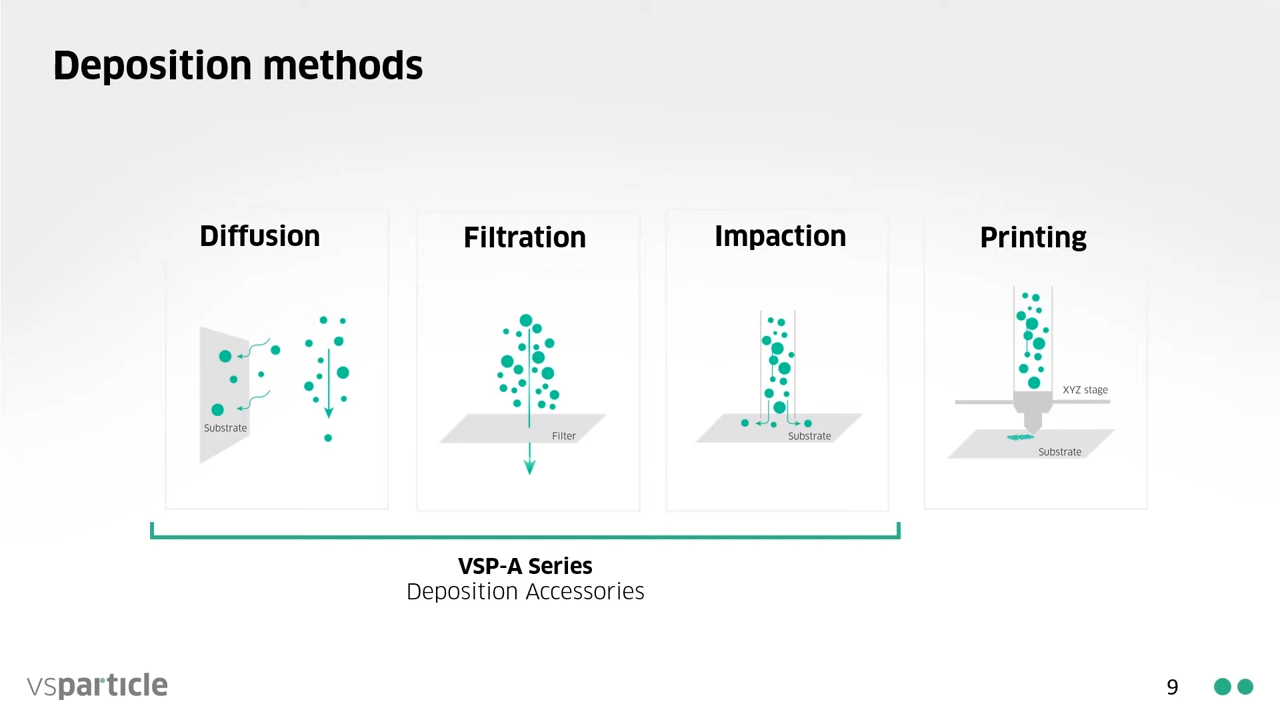 Deposition methods
Diffusion
Filtration
Impaction
Printing
Substrate
Filter
Substrate
XYZ stage
Substrate
VSP-A Series
Deposition Accessories
vsparticle
9